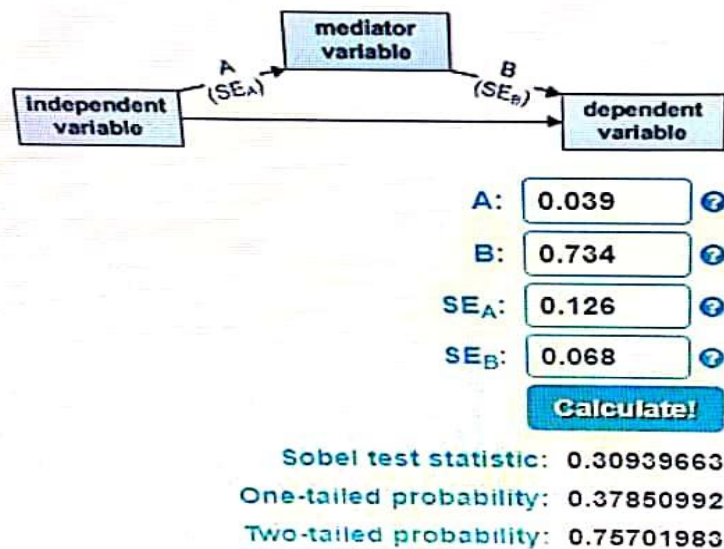 mediator
variable
A
(SEA)
B
(SEB)
independent
variable
dependent
variable
A: 0.039
B: 0.734
SEA: 0.126
SEB: 0.068
Calculate!
Sobel test statistic: 0.30939663
One-tailed probability: 0.37850992
Two-tailed probability: 0.75701983